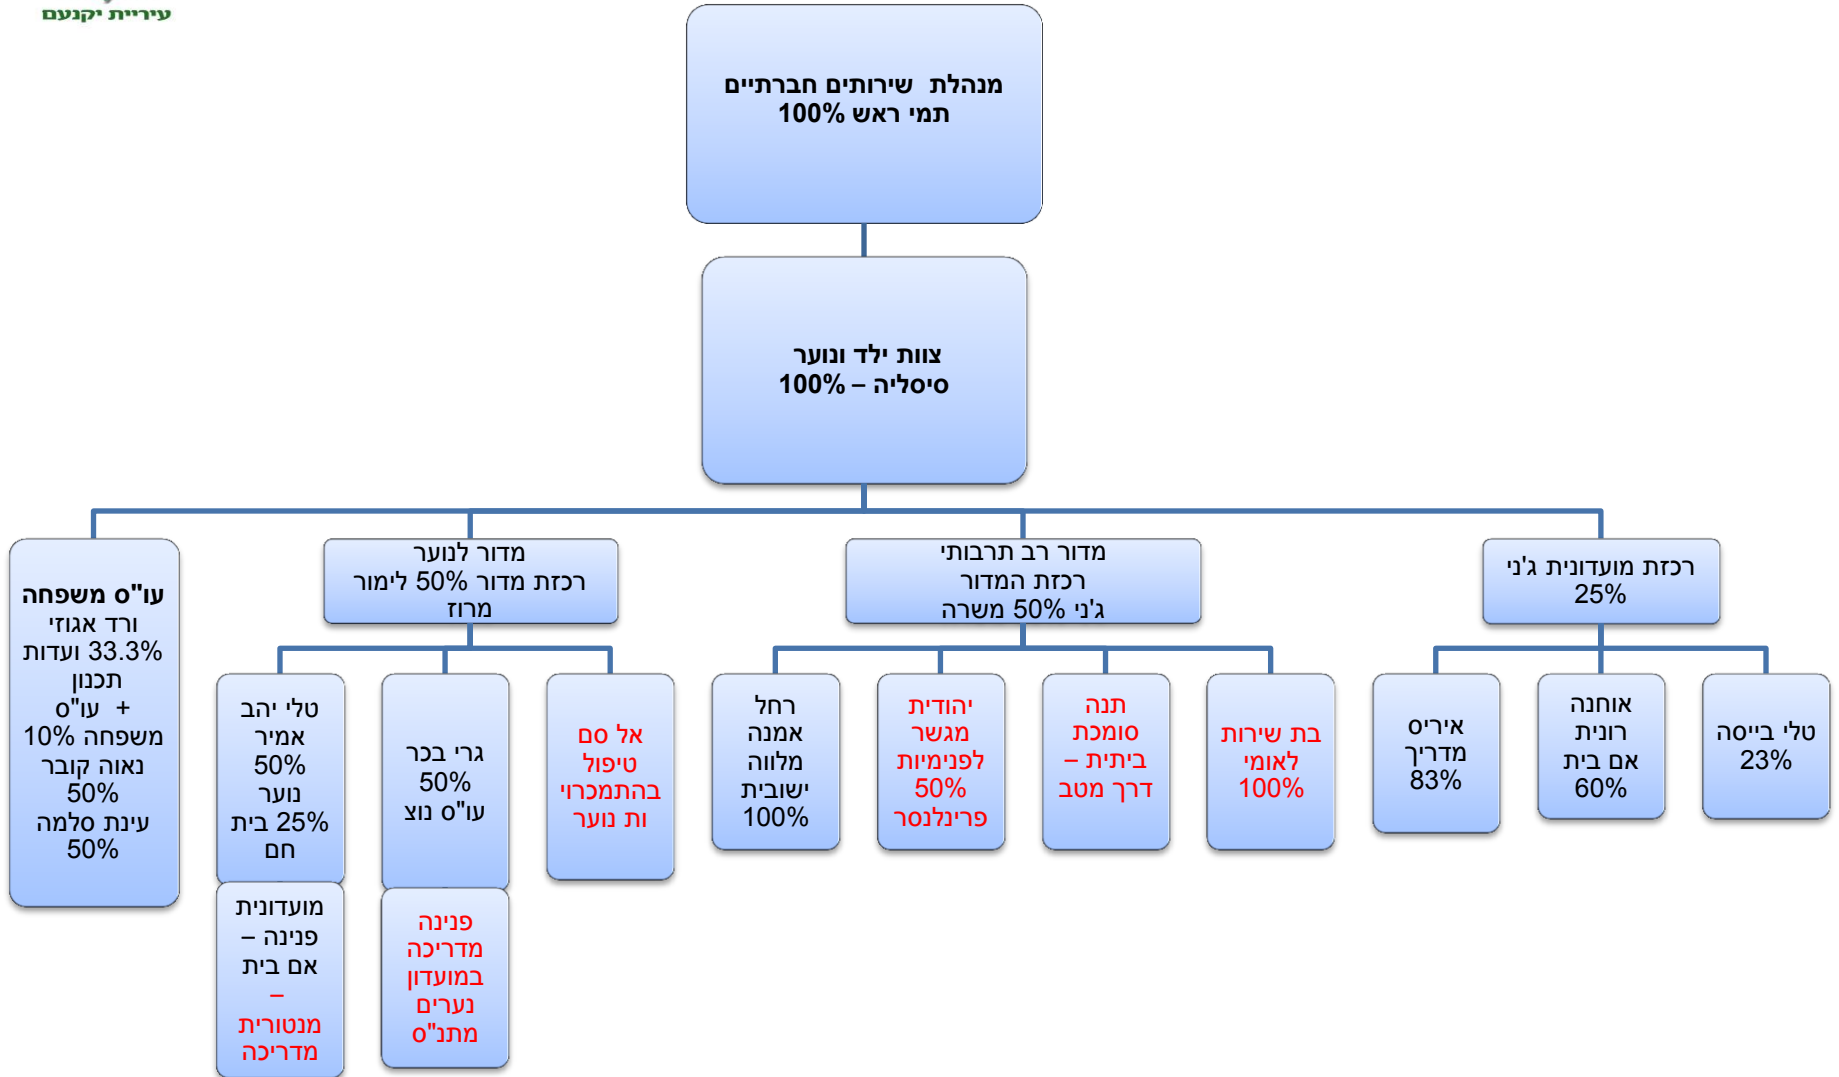 עיריית יקנעם
מנהלת שירותים חברתיים
תמי ראש 100%
צוות ילד ונוער
סיסליה – 100%
רכזת מועדונית ג'ני
25%
מדור רב תרבותי
רכזת המדור
ג'ני 50% משרה
מדור לנוער
רכזת מדור 50% לימור
מרוז
עו"ס משפחה
ורד אגוזי
33.3% ועדות
תכנון
+ עו"ס
משפחה 10%
נאוה קובר
50%
עינת סלמה
50%
טלי בייסה
23%
אוחנה
רונית
אם בית
60%
איריס
מדריך
83%
בת שירות
לאומי
100%
תנה
סומכת
ביתית –
דרך מטב
יהודית
מגשר
לפנימיות
50%
פרינלנסר
רחל
אמנה
מלווה
ישובית
100%
אל סם
טיפול
בהתמכרוי
ות נוער
גרי בכר
50%
עו"ס נוצ
פנינה
מדריכה
במועדון
נערים
מתנ"ס
טלי יהב
אמיר
50%
נוער
25% בית
חם
מועדונית
פנינה –
אם בית
–
מנטורית
מדריכה